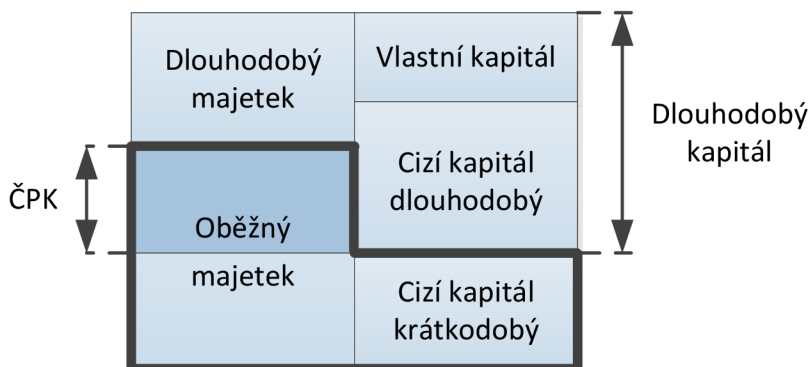 Dlouhodobý
majetek
Vlastní kapitál
Dlouhodobý
kapitál
ČPK
Oběžný
majetek
Cizí kapitál
dlouhodobý
Cizí kapitál
krátkodobý